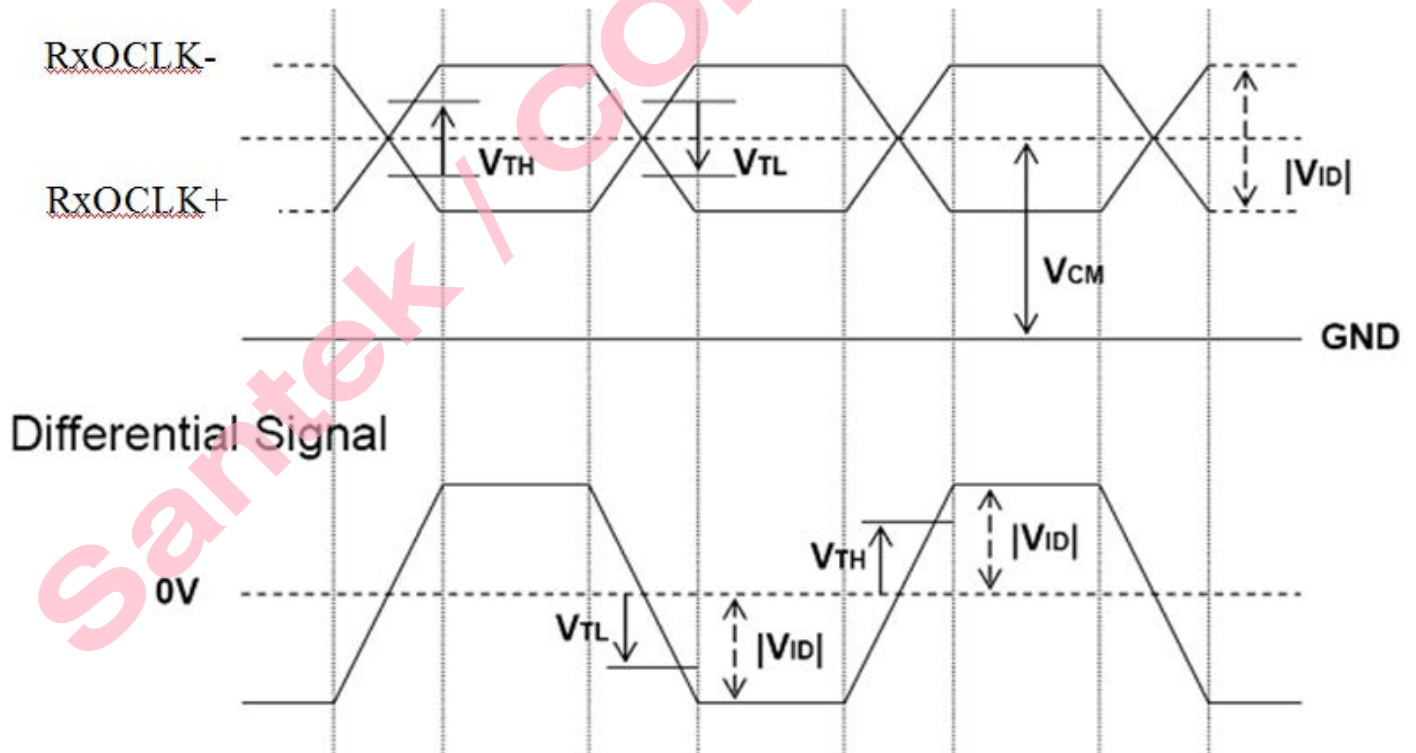 RxOCLK-
VTH
VTL
|VID|
RxOCLK+
VCM
GND
Differential Signal
|VID|
VTH
0V
VTL
|VID|
Santek / CO